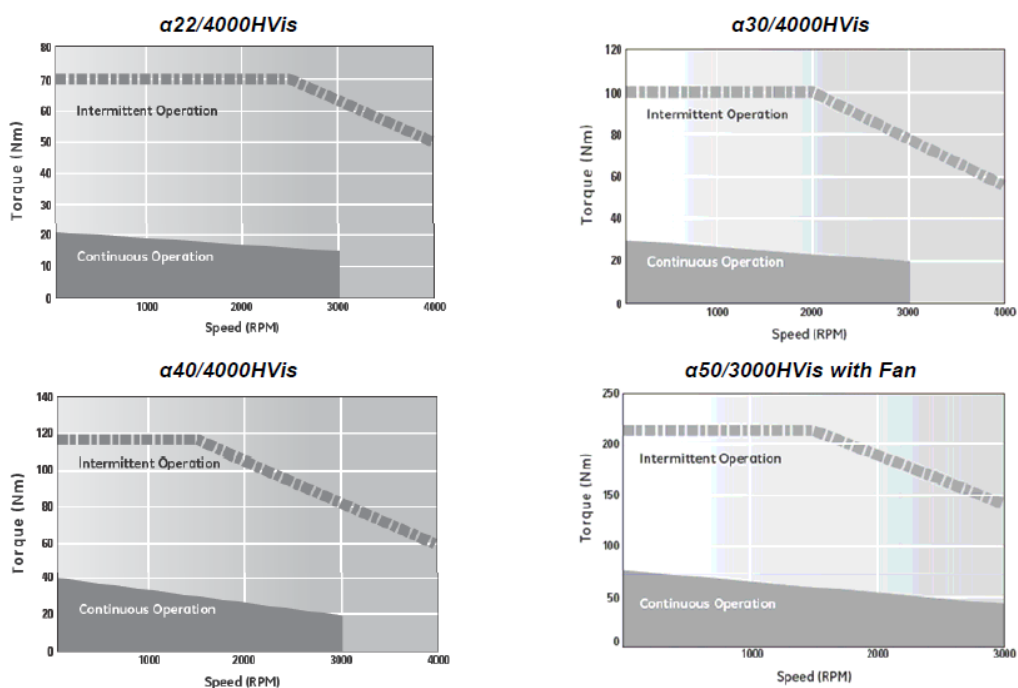 α22/4000HVis
80
70
60
50
40
30
20
10
0
Torque (Nm)
Intermittent Operation
Continuous Operation
1000
2000
3000
4000
Speed (RPM)
α30/4000HVis
120
100
80
60
40
20
0
Torque (Nm)
Intermittent Operation
Continuous Operation
1000
2000
3000
4000
Speed (RPM)
α40/4000HVis
140
120
100
80
60
40
20
0
Torque (Nm)
Intermittent Operation
Continuous Operation
1000
2000
3000
4000
Speed (RPM)
α50/3000HVis with Fan
250
200
150
100
50
0
Torque (Nm)
Intermittent Operation
Continuous Operation
1000
2000
3000
Speed (RPM)